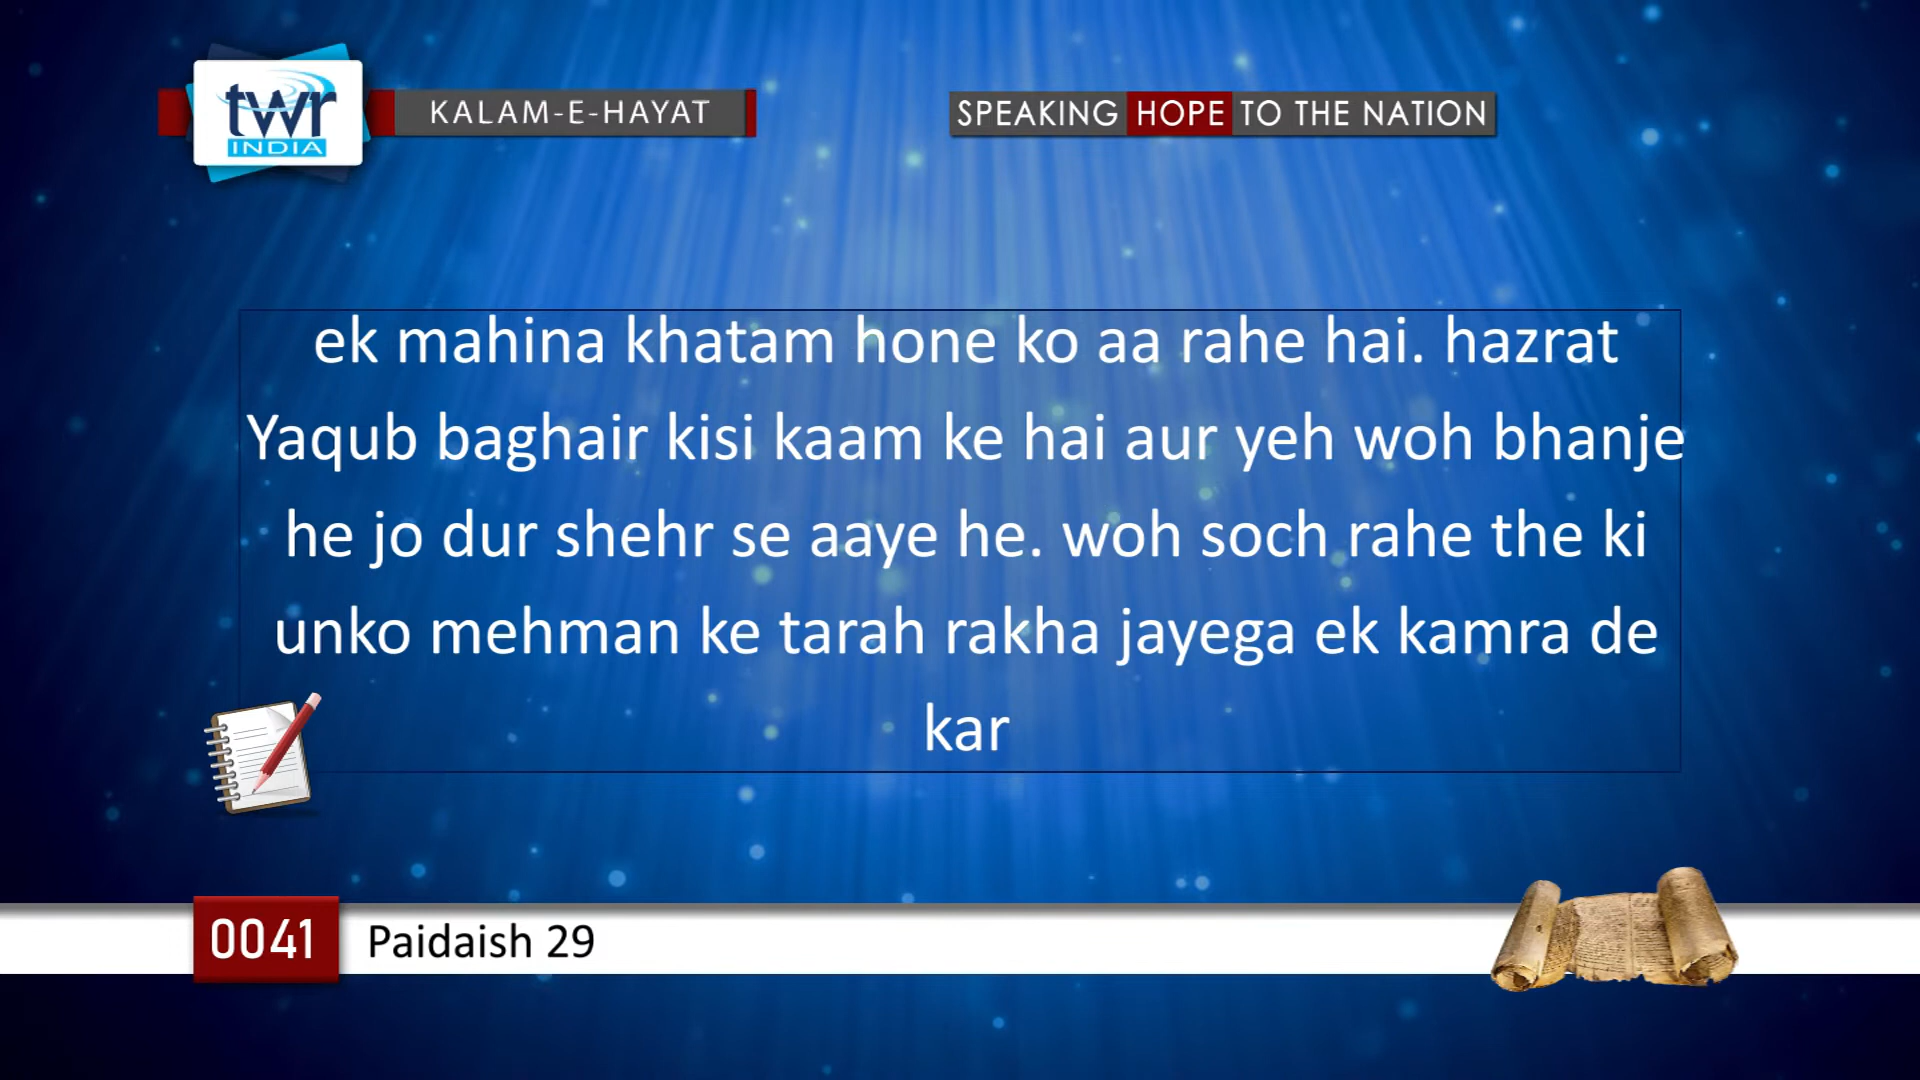 twr
INDIA
KALAM-E-HAYAT
SPEAKING HOPE TO THE NATION
ek mahina khatam hone ko aa rahe hai. hazrat
Yaqub baghair kisi kaam ke hai aur yeh woh bhanje
he jo dur shehr se aaye he. woh soch rahe the ki
unko mehman ke tarah rakha jayega ek kamra de
kar
0041 Paidaish 29